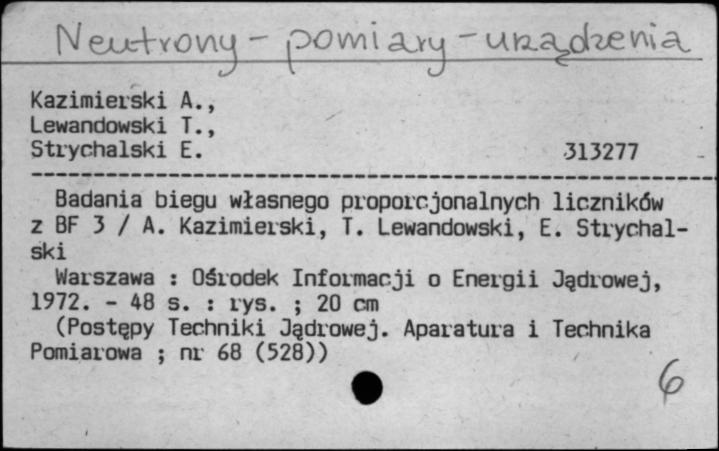 Neutrony - pomiary - urządzenia
Kazimierski A.,
Lewandowski T.,
Strychalski E. 313277
Badania biegu własnego proporcjonalnych liczników
z BF 3 / A. Kazimierski, T. Lewandowski, E. Strychal-
ski
Warszawa : Ośrodek Informacji o Energii Jądrowej,
1972. - 48 s. : rys. ; 20 cm
(Postępy Techniki Jądrowej. Aparatura i Technika
Pomiarowa ; nr 68 (528))
6